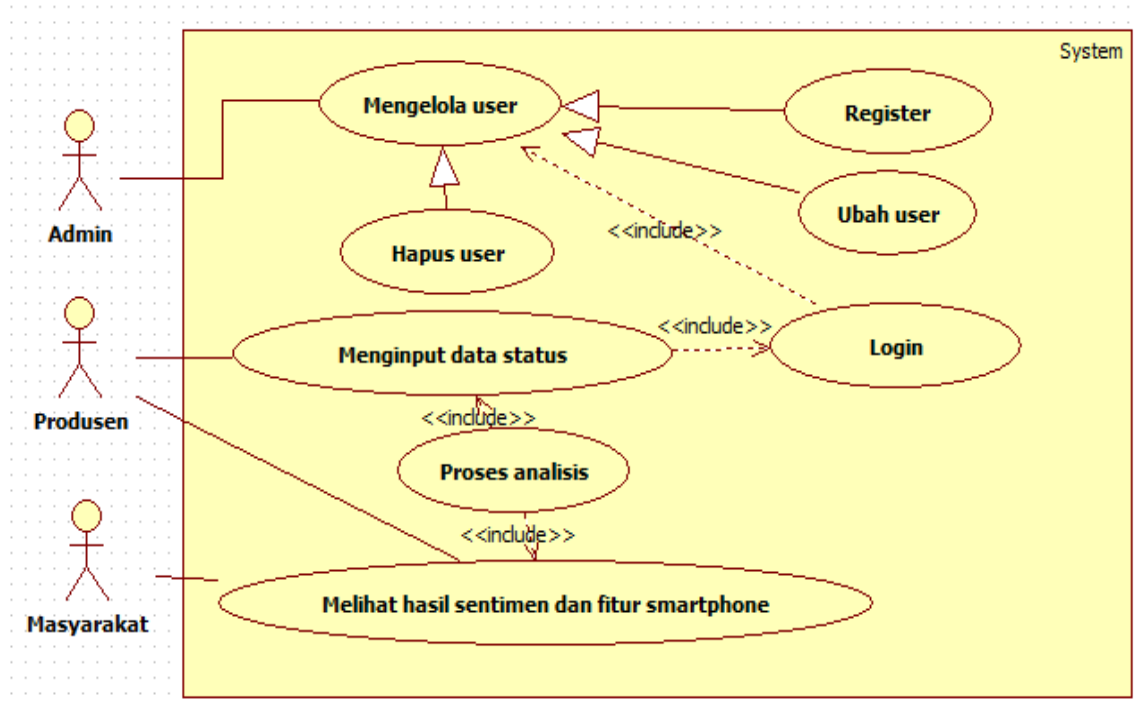 System
Mengelola user
Register
Ubah user
Admin
<<include>>
Hapus user
<<include>>
Menginput data status
Login
Produsen
<<include>>
Proses analisis
<<include>>
Melihat hasil sentimen dan fitur smartphone
Masyarakat